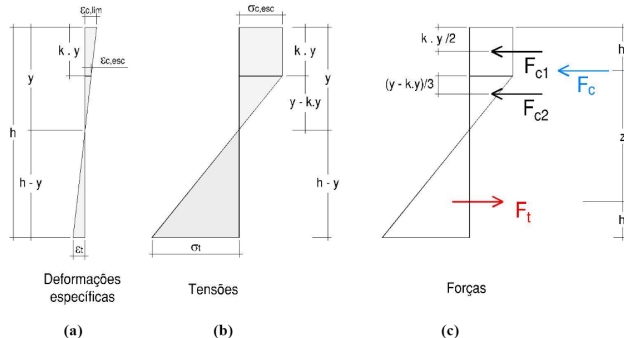 εc,lim
σc,esc
k . y
εc,esc
y
h
h - y
εt
k . y
y - k.y
h - y
σt
k . y /2
(y - k.y)/3
Fc1
Fc
Fc2
Ft
h
z
h
Deformações
específicas
Tensões
Forças
(a)
(b)
(c)